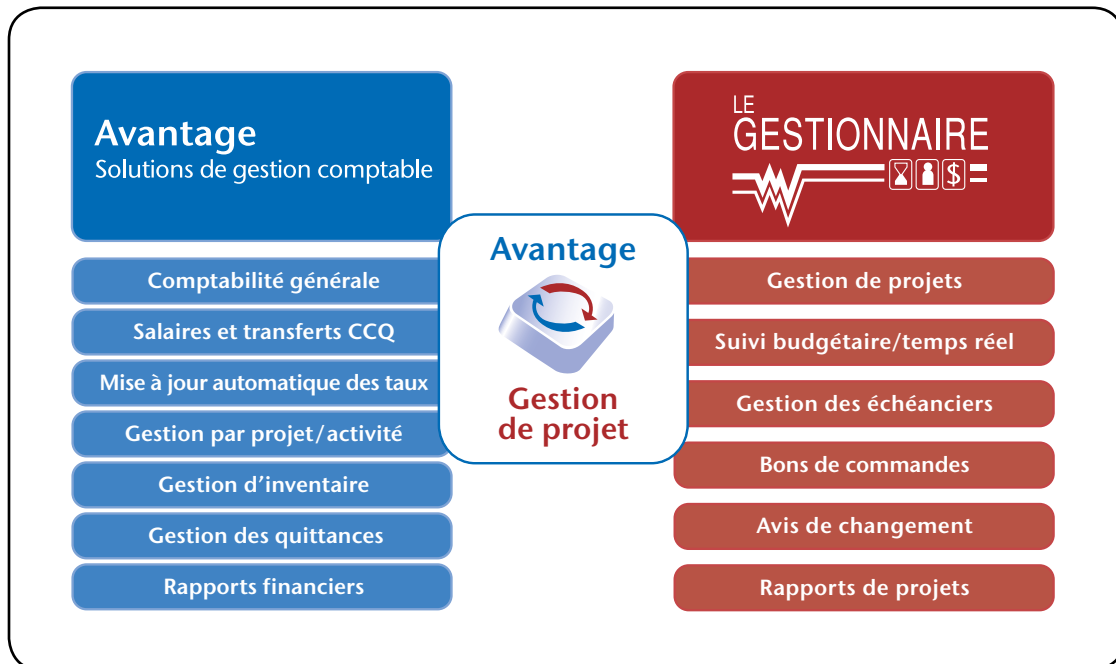 Avantage
Solutions de gestion comptable
Comptabilité générale
Salaires et transferts CCQ
Mise à jour automatique des taux
Gestion par projet/activité
Gestion d’inventaire
Gestion des quittances
Rapports financiers
Avantage
Gestion
de projet
LE
GESTIONNAIRE
$
Gestion de projets
Suivi budgétaire/temps réel
Gestion des échéanciers
Bons de commandes
Avis de changement
Rapports de projets